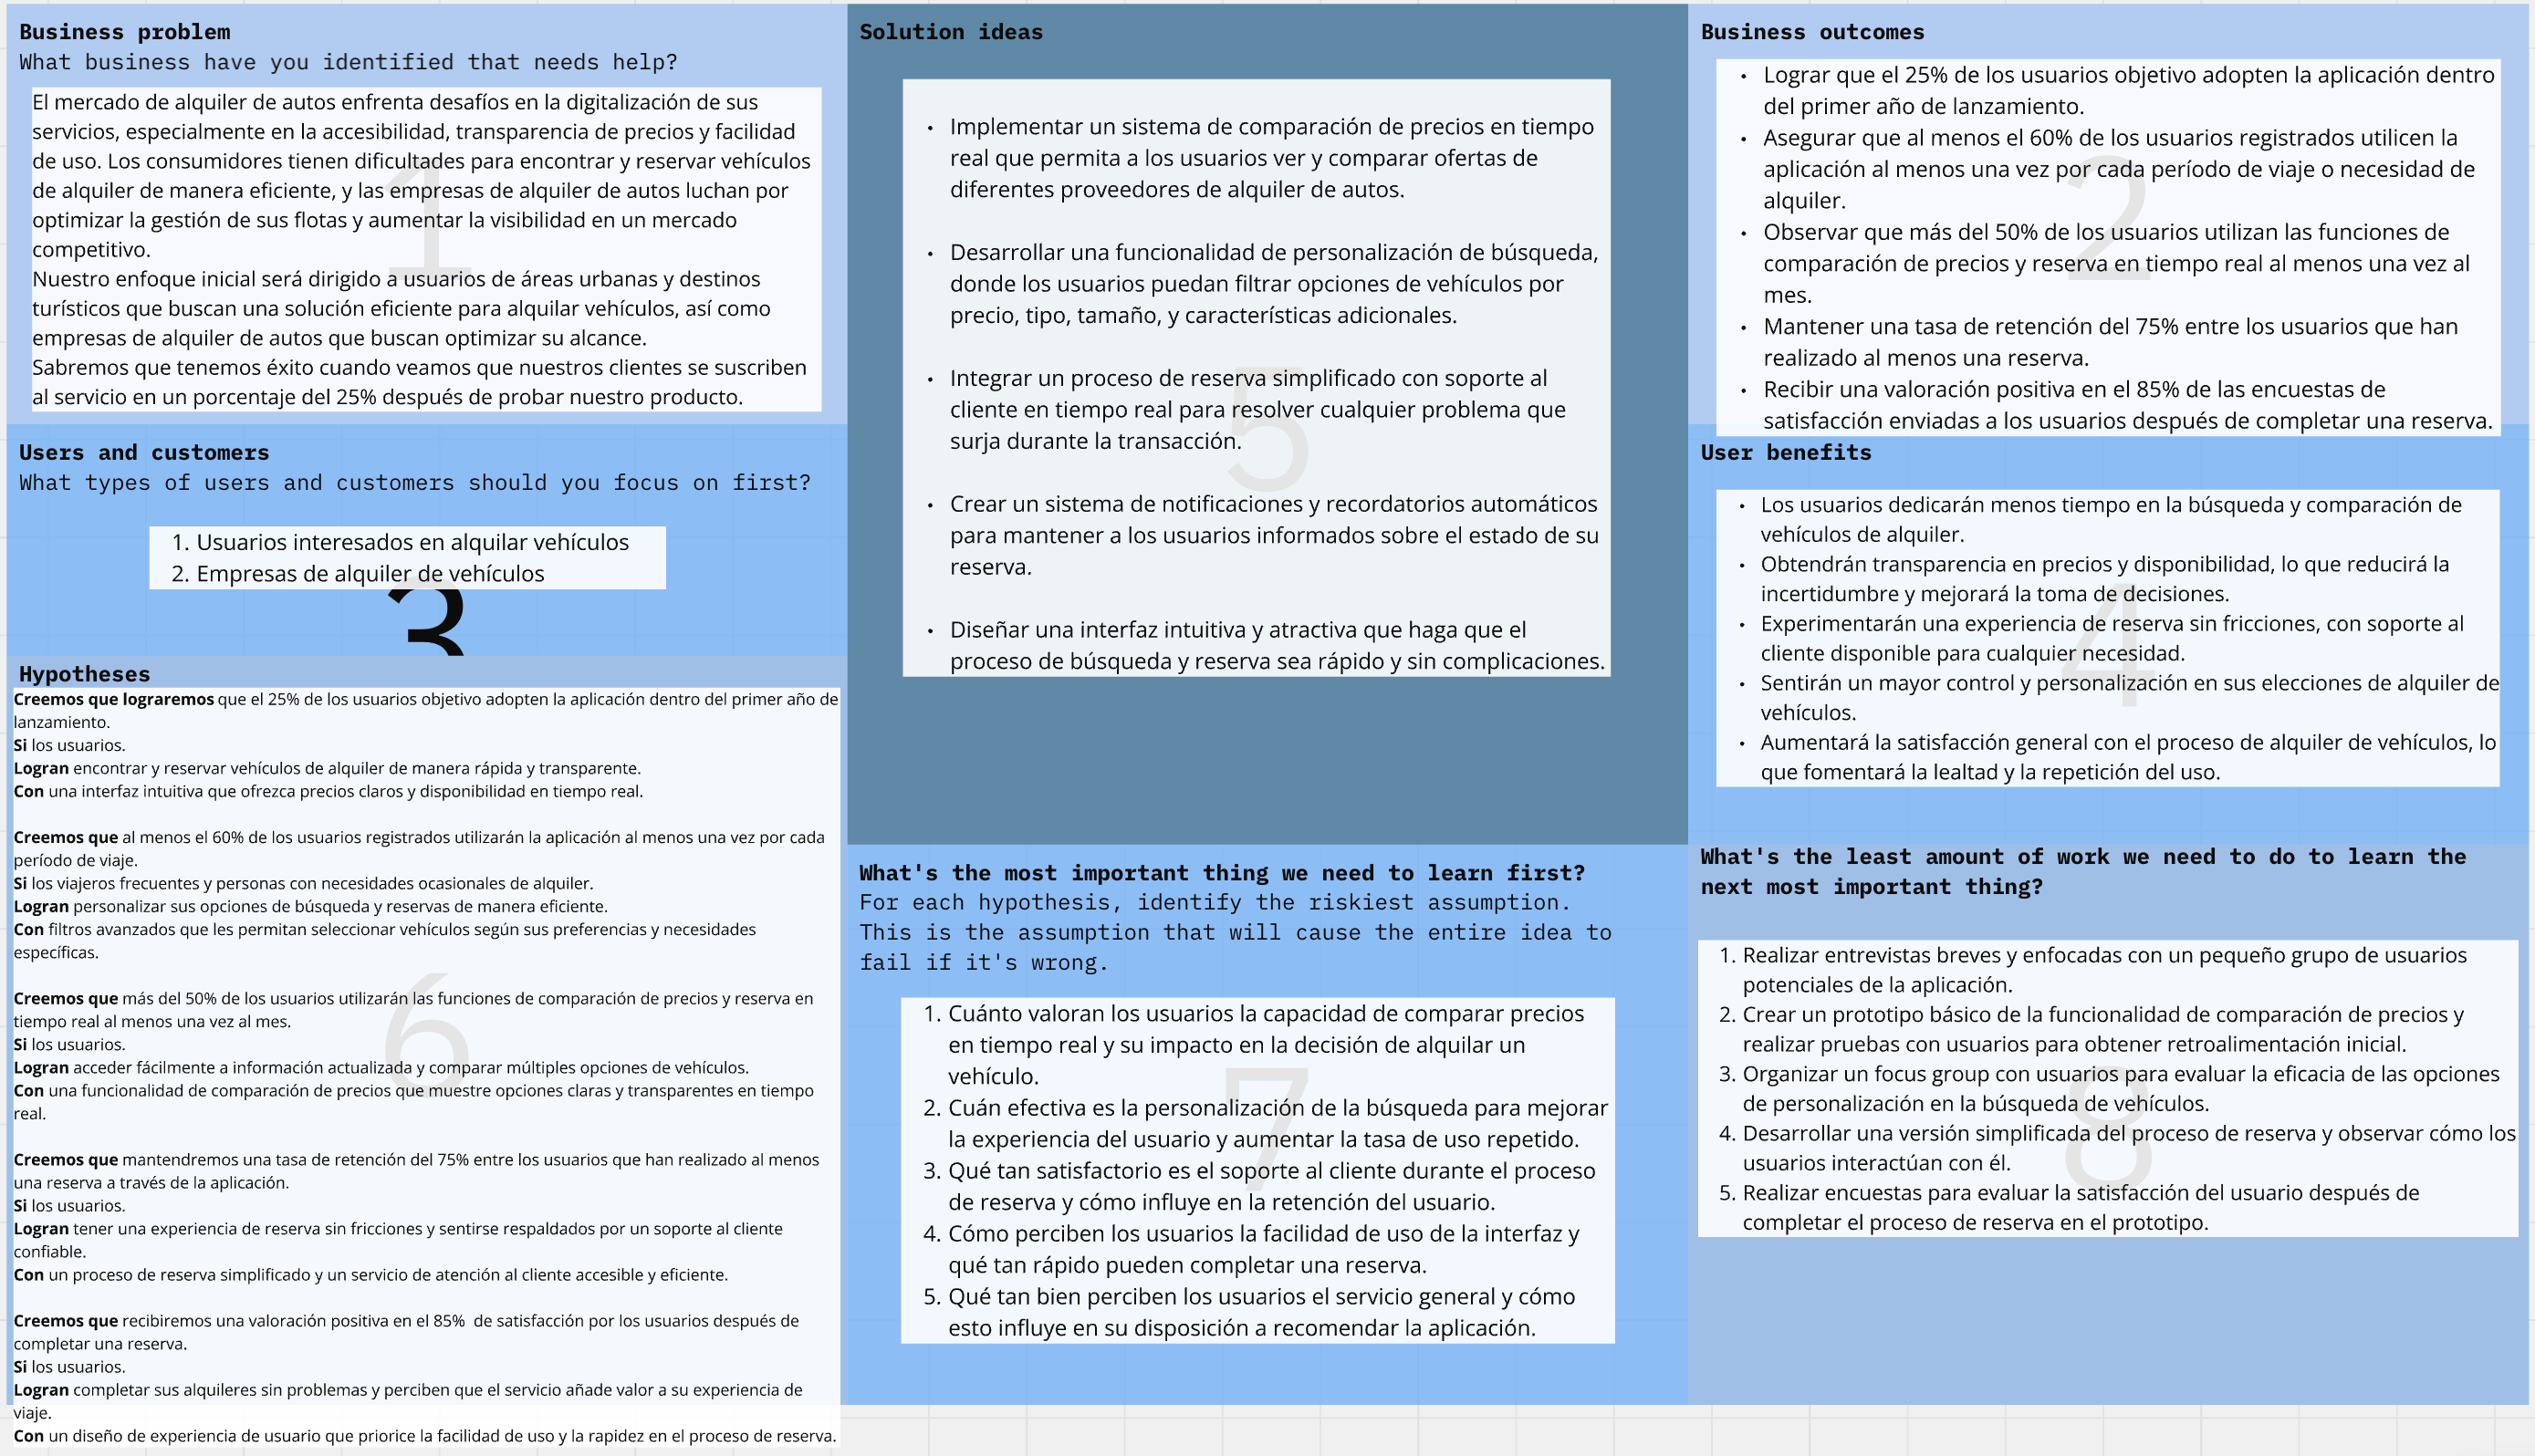 Business problem
What business have you identified that needs help?
El mercado de alquiler de autos enfrenta desafíos en la digitalización de sus
servicios, especialmente en la accesibilidad, transparencia de precios y facilidad
de uso. Los consumidores tienen dificultades para encontrar y reservar vehículos
de alquiler de manera eficiente, y las empresas de alquiler de autos luchan por
optimizar la gestión de sus flotas y aumentar la visibilidad en un mercado
competitivo.
Nuestro enfoque inicial será dirigido a usuarios de áreas urbanas y destinos
turísticos que buscan una solución eficiente para alquilar vehículos, así como
empresas de alquiler de autos que buscan optimizar su alcance.
Sabremos que tenemos éxito cuando veamos que nuestros clientes se suscriben
al servicio en un porcentaje del 25% después de probar nuestro producto.
1
Business outcomes
• Lograr que el 25% de los usuarios objetivo adopten la aplicación dentro
del primer año de lanzamiento.
• Asegurar que al menos el 60% de los usuarios registrados utilicen la
aplicación al menos una vez por cada período de viaje o necesidad de
alquiler.
• Observar que más del 50% de los usuarios utilizan las funciones de
comparación de precios y reserva en tiempo real al menos una vez al
mes.
• Mantener una tasa de retención del 75% entre los usuarios que han
realizado al menos una reserva.
• Recibir una valoración positiva en el 85% de las encuestas de
satisfacción enviadas a los usuarios después de completar una reserva.
2
Users and customers
What types of users and customers should you focus on first?
1. Usuarios interesados en alquilar vehículos
2. Empresas de alquiler de vehículos
3
User benefits
• Los usuarios dedicarán menos tiempo en la búsqueda y comparación de
vehículos de alquiler.
• Obtendrán transparencia en precios y disponibilidad, lo que reducirá la
incertidumbre y mejorará la toma de decisiones.
• Experimentarán una experiencia de reserva sin fricciones, con soporte al
cliente disponible para cualquier necesidad.
• Sentirán un mayor control y personalización en sus elecciones de alquiler de
vehículos.
• Aumentará la satisfacción general con el proceso de alquiler de vehículos, lo
que fomentará la lealtad y la repetición del uso.
4
Solution ideas
• Implementar un sistema de comparación de precios en tiempo
real que permita a los usuarios ver y comparar ofertas de
diferentes proveedores de alquiler de autos.
• Desarrollar una funcionalidad de personalización de búsqueda,
donde los usuarios puedan filtrar opciones de vehículos por
precio, tipo, tamaño, y características adicionales.
• Integrar un proceso de reserva simplificado con soporte al
cliente en tiempo real para resolver cualquier problema que
surja durante la transacción.
• Crear un sistema de notificaciones y recordatorios automáticos
para mantener a los usuarios informados sobre el estado de su
reserva.
• Diseñar una interfaz intuitiva y atractiva que haga que el
proceso de búsqueda y reserva sea rápido y sin complicaciones.
5
Hypotheses
Creemos que lograremos que el 25% de los usuarios objetivo adopten la aplicación dentro del primer año de
lanzamiento.
Si los usuarios.
Logran encontrar y reservar vehículos de alquiler de manera rápida y transparente.
Con una interfaz intuitiva que ofrezca precios claros y disponibilidad en tiempo real.
Creemos que al menos el 60% de los usuarios registrados utilizarán la aplicación al menos una vez por cada
período de viaje.
Si los viajeros frecuentes y personas con necesidades ocasionales de alquiler.
Logran personalizar sus opciones de búsqueda y reservas de manera eficiente.
Con filtros avanzados que les permitan seleccionar vehículos según sus preferencias y necesidades
específicas.
Creemos que más del 50% de los usuarios utilizarán las funciones de comparación de precios y reserva en
tiempo real al menos una vez al mes.
Si los usuarios.
Logran acceder fácilmente a información actualizada y comparar múltiples opciones de vehículos.
Con una funcionalidad de comparación de precios que muestre opciones claras y transparentes en tiempo
real.
Creemos que mantendremos una tasa de retención del 75% entre los usuarios que han realizado al menos
una reserva a través de la aplicación.
Si los usuarios.
Logran tener una experiencia de reserva sin fricciones y sentirse respaldados por un soporte al cliente
confiable.
Con un proceso de reserva simplificado y un servicio de atención al cliente accesible y eficiente.
Creemos que recibiremos una valoración positiva en el 85%  de satisfacción por los usuarios después de
completar una reserva.
Si los usuarios.
Logran completar sus alquileres sin problemas y perciben que el servicio añade valor a su experiencia de
viaje.
Con un diseño de experiencia de usuario que priorice la facilidad de uso y la rapidez en el proceso de reserva.
6
What's the most important thing we need to learn first?
For each hypothesis, identify the riskiest assumption.
This is the assumption that will cause the entire idea to
fail if it's wrong.
1. Cuánto valoran los usuarios la capacidad de comparar precios
en tiempo real y su impacto en la decisión de alquilar un
vehículo.
2. Cuán efectiva es la personalización de la búsqueda para mejorar
la experiencia del usuario y aumentar la tasa de uso repetido.
3. Qué tan satisfactorio es el soporte al cliente durante el proceso
de reserva y cómo influye en la retención del usuario.
4. Cómo perciben los usuarios la facilidad de uso de la interfaz y
qué tan rápido pueden completar una reserva.
5. Qué tan bien perciben los usuarios el servicio general y cómo
esto influye en su disposición a recomendar la aplicación.
7
What's the least amount of work we need to do to learn the
next most important thing?
1. Realizar entrevistas breves y enfocadas con un pequeño grupo de usuarios
potenciales de la aplicación.
2. Crear un prototipo básico de la funcionalidad de comparación de precios y
realizar pruebas con usuarios para obtener retroalimentación inicial.
3. Organizar un focus group con usuarios para evaluar la eficacia de las opciones
de personalización en la búsqueda de vehículos.
4. Desarrollar una versión simplificada del proceso de reserva y observar cómo los
usuarios interactúan con él.
5. Realizar encuestas para evaluar la satisfacción del usuario después de
completar el proceso de reserva en el prototipo.
8